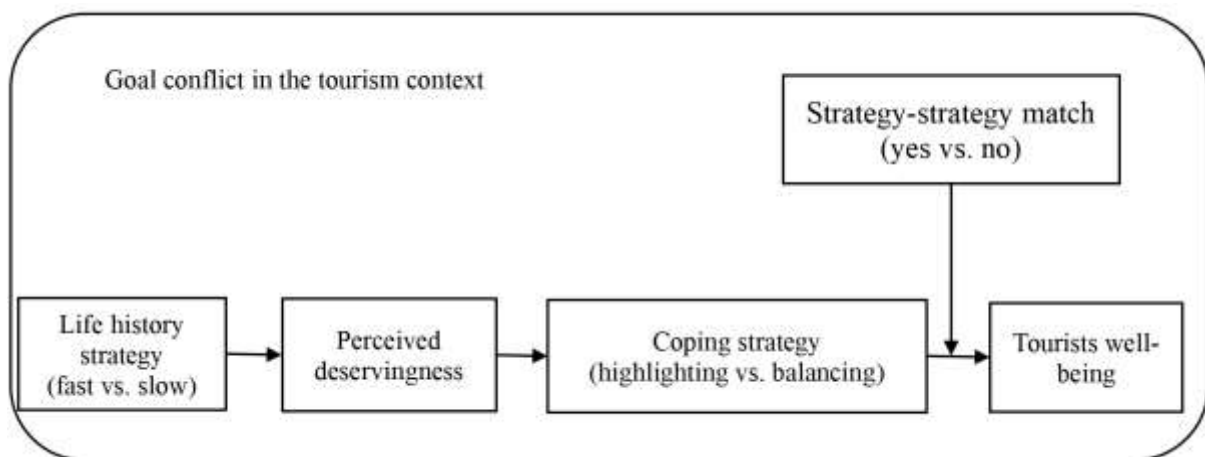 Goal conflict in the tourism context
Strategy-strategy match
(yes vs. no)
Life history
strategy
(fast vs. slow)
Perceived
deservingness
Coping strategy
(highlighting vs. balancing)
Tourists well-
being